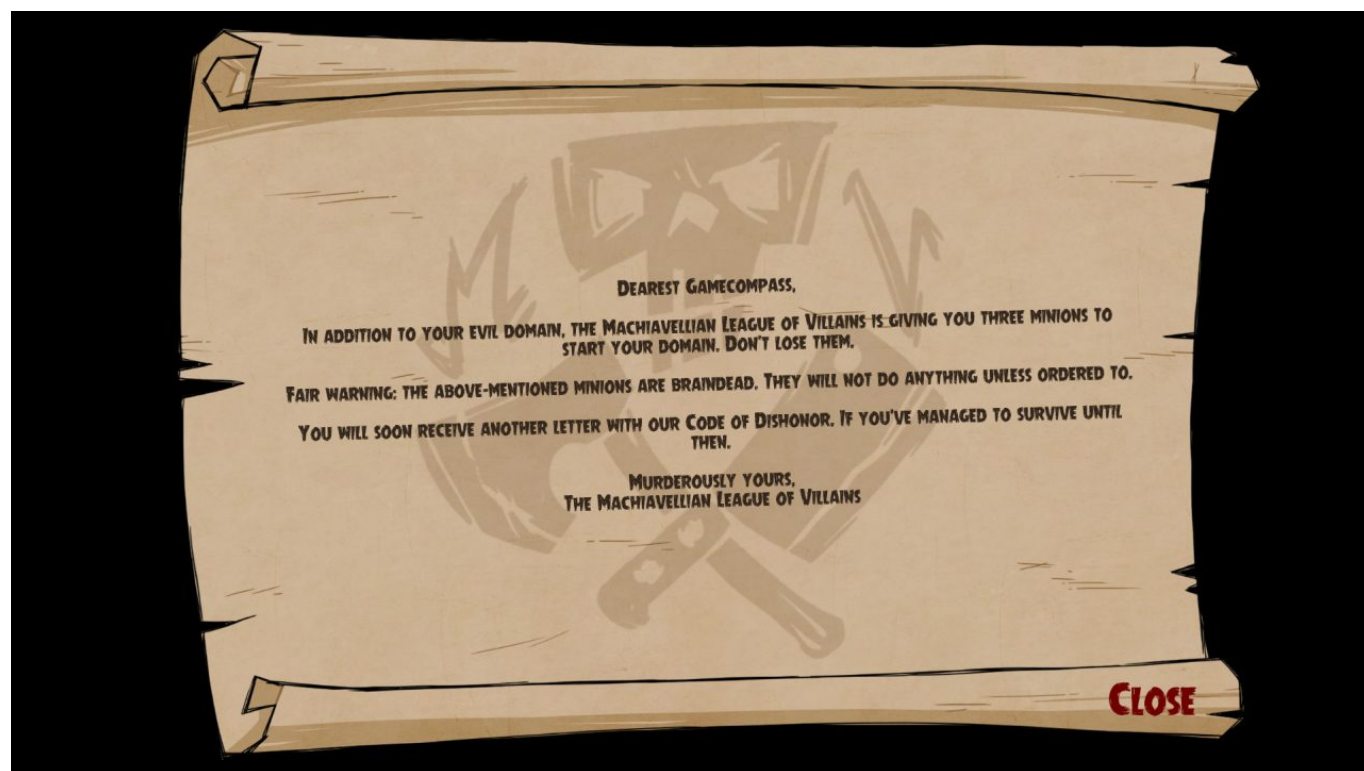 Dearest Gamecompass,
In addition to your evil domain, the Machiavellian League of Villains is giving you three minions to
start your domain. Don't lose them.
Fair warning: the above-mentioned minions are braindead. They will not do anything unless ordered to.
You will soon receive another letter with our Code of Dishonor. If you've managed to survive until
then.
Murderously yours,
The Machiavellian League of Villains
Close